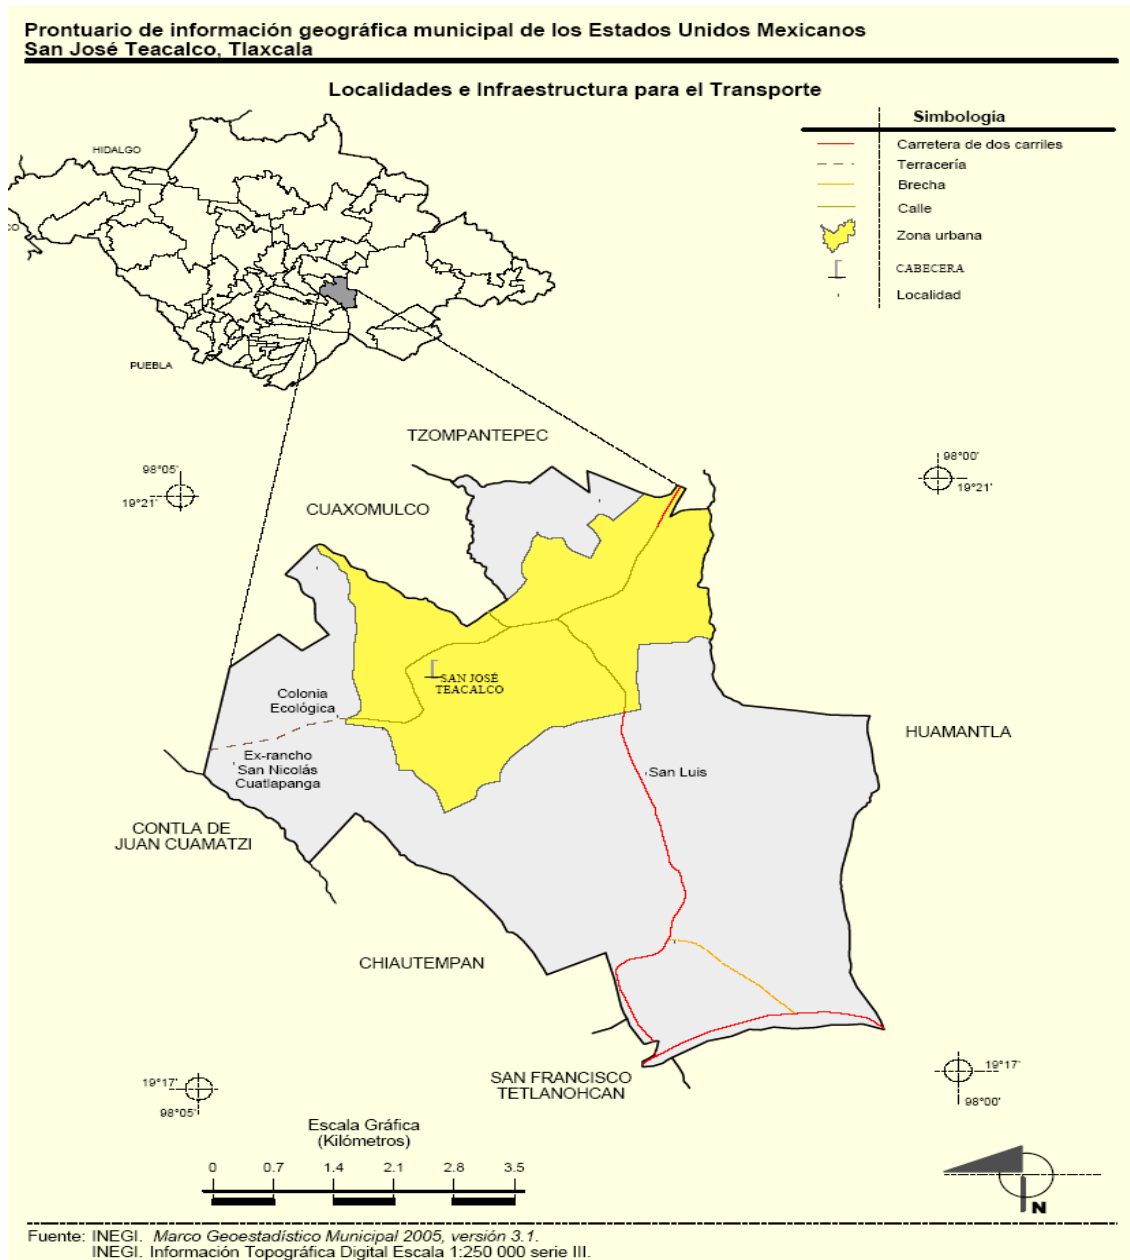 Prontuario de información geográfica municipal de los Estados Unidos Mexicanos
San José Teacalco, Tlaxcala
Localidades e Infraestructura para el Transporte
Simbología
Carretera de dos carriles
Terracería
Brecha
Calle
Zona urbana
CABECERA
Localidad
HIDALGO
CO
PUEBLA
TZOMPANTEPEC
98°05'
19°21'
98°00'
19°21'
CUAXOMULCO
SAN JOSÉ
TEACALCO
Colonia
Ecológica
HUAMANTLA
Ex-rancho
San Nicolás
Cuatlapanga
San Luis
CONTLA DE
JUAN CUAMATZI
CHIAUTEMPAN
SAN FRANCISCO
TETLANOHCAN
19°17'
98°05'
19°17'
98°00'
Escala Gráfica
(Kilómetros)
0 0.7 1.4 2.1 2.8 3.5
N
Fuente: INEGI. Marco Geoestadístico Municipal 2005, versión 3.1.
INEGI. Información Topográfica Digital Escala 1:250 000 serie III.